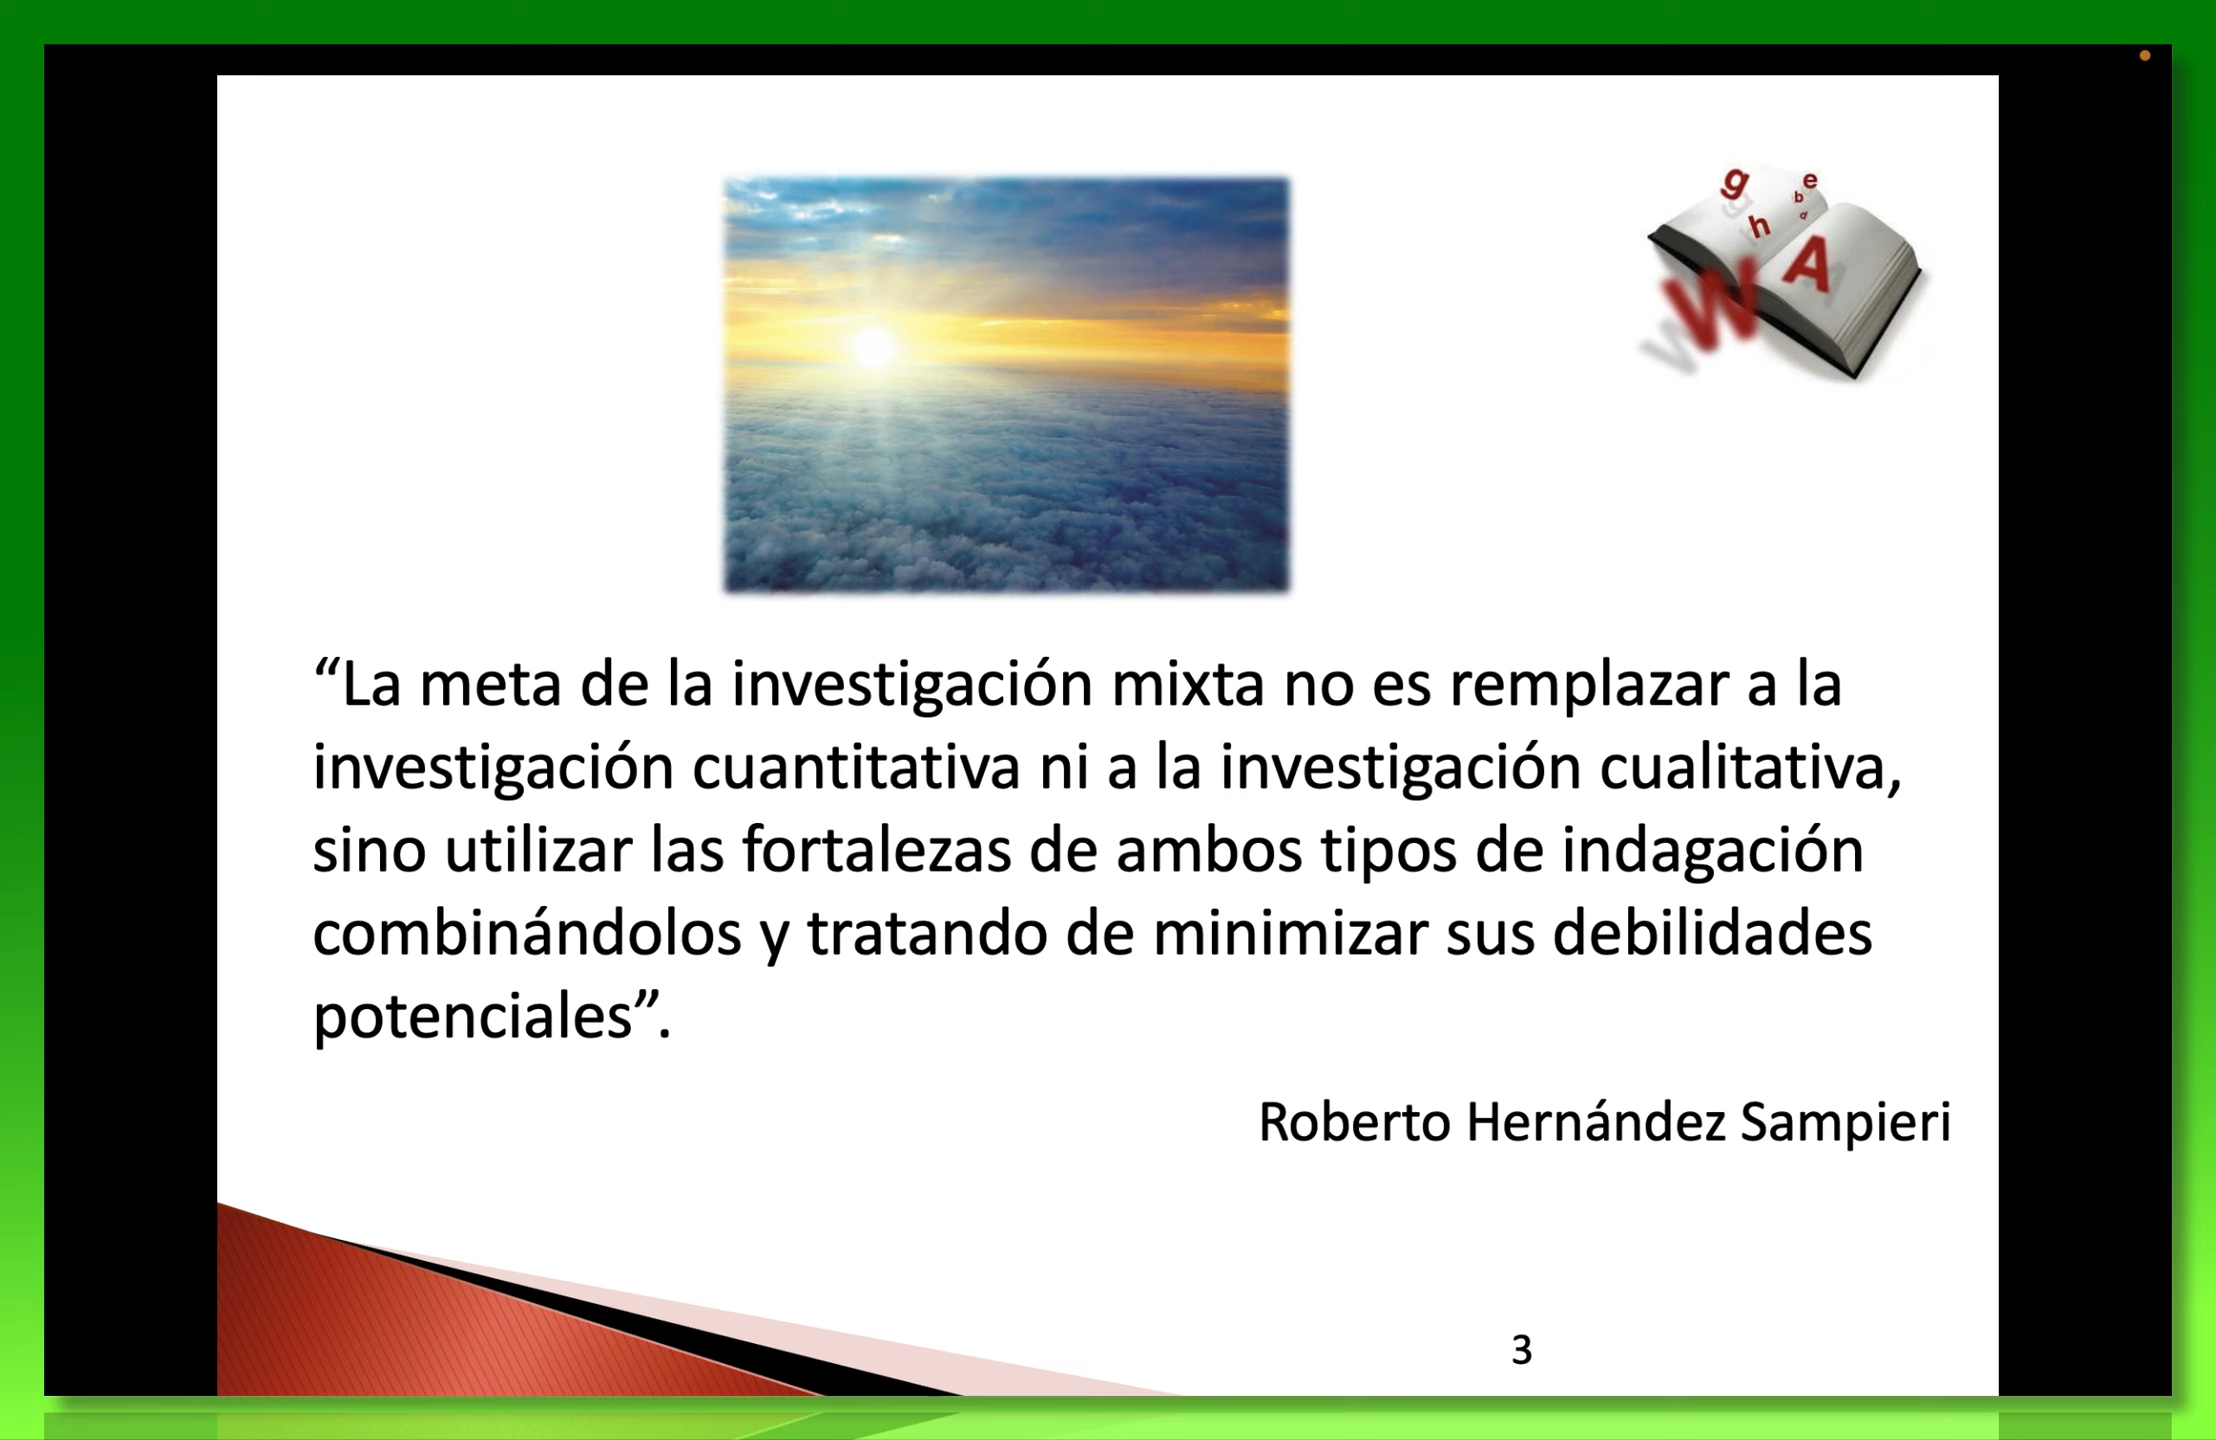 g e
b
h d
A
W
“La meta de la investigación mixta no es remplazar a la
investigación cuantitativa ni a la investigación cualitativa,
sino utilizar las fortalezas de ambos tipos de indagación
combinándolos y tratando de minimizar sus debilidades
potenciales”.
Roberto Hernández Sampieri
3